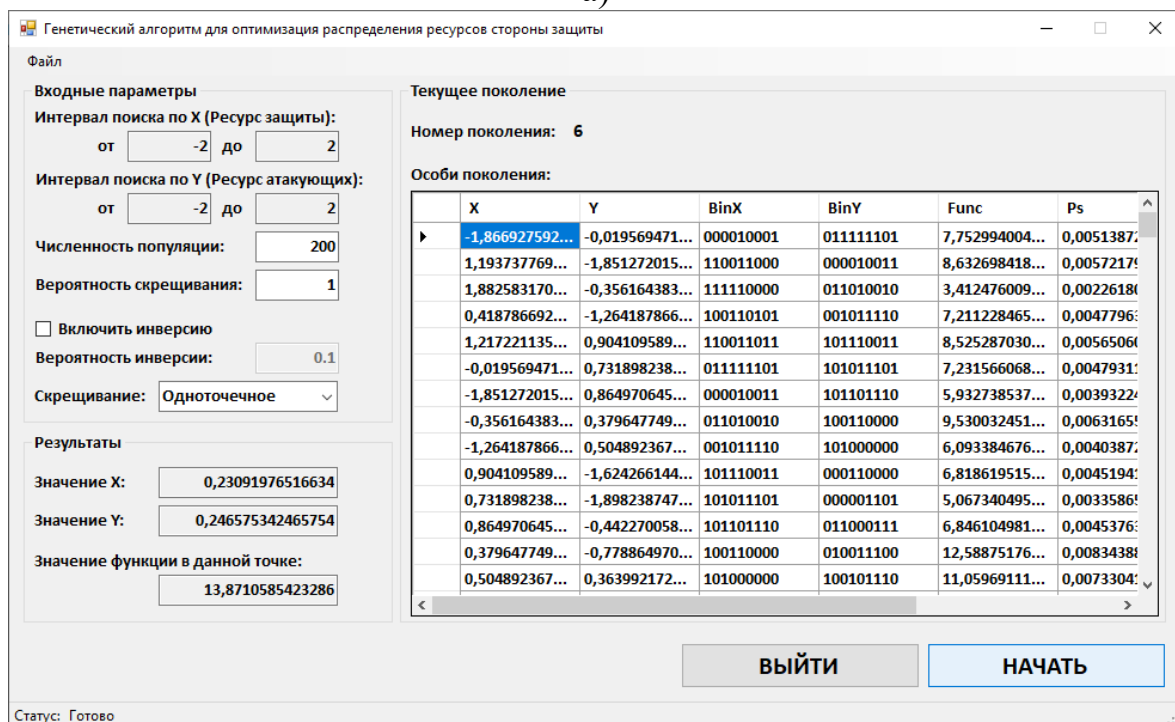 а)
Генетический алгоритм для оптимизация распределения ресурсов стороны защиты
Файл
Входные параметры
Интервал поиска по X (Ресурс защиты):
от -2 до 2
Интервал поиска по Y (Ресурс атакующих):
от -2 до 2
Численность популяции: 200
Вероятность скрещивания: 1
Включить инверсию
Вероятность инверсии: 0.1
Скрещивание: Одноточечное
Результаты
Значение X: 0,23091976516634
Значение Y: 0,246575342465754
Значение функции в данной точке:
13,8710585423286
Текущее поколение
Номер поколения: 6
Особи поколения:
X Y BinX BinY Func Ps
-1,866927592... -0,019569471... 000010001 011111101 7,752994004... 0,00513872
1,193737769... -1,851272015... 110011000 000010011 8,632698418... 0,00572179
1,882583170... -0,356164383... 111110000 011010010 3,412476009... 0,00226180
0,418786692... -1,264187866... 100110101 001011110 7,211228465... 0,00477963
1,217221135... 0,904109589... 110011011 101110011 8,525287030... 0,00565060
-0,019569471... 0,731898238... 011111101 101011101 7,231566068... 0,00479311
-1,851272015... 0,864970645... 000010011 101101110 5,932738537... 0,00393224
-0,356164383... 0,379647749... 011010010 100110000 9,530032451... 0,00631655
-1,264187866... 0,504892367... 001011110 101000000 6,093384676... 0,00403872
0,904109589... -1,624266144... 101110011 000110000 6,818619515... 0,00451941
0,731898238... -1,898238747... 101011101 000001101 5,067340495... 0,00335865
0,864970645... -0,442270058... 101101110 011000111 6,846104981... 0,00453763
0,379647749... -0,778864970... 100110000 010011100 12,58875176... 0,00834388
0,504892367... 0,363992172... 101000000 100101110 11,05969111... 0,00733041
ВЫЙТИ
НАЧАТЬ
Статус: Готово